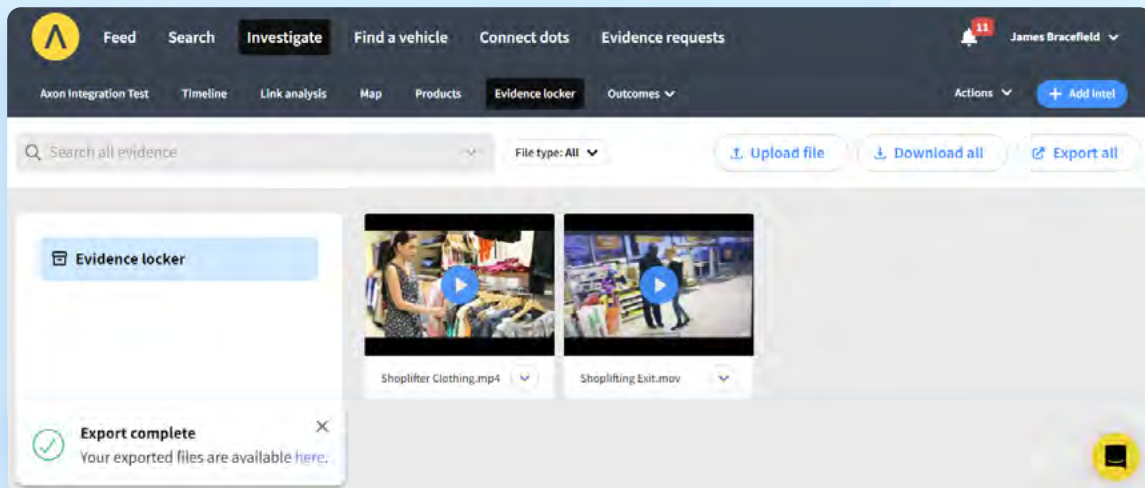 Feed Search Investigate Find a vehicle Connect dots Evidence requests 11 James Bracefield
Axon Integration Test Timeline Link analysis Map Products Evidence locker Outcomes Actions + Add Intel
Search all evidence File type: All Upload file Download all Export all
Evidence locker
Shoplifter Clothing.mp4 Shoplifting Exit.mov
Export complete
Your exported files are available here.